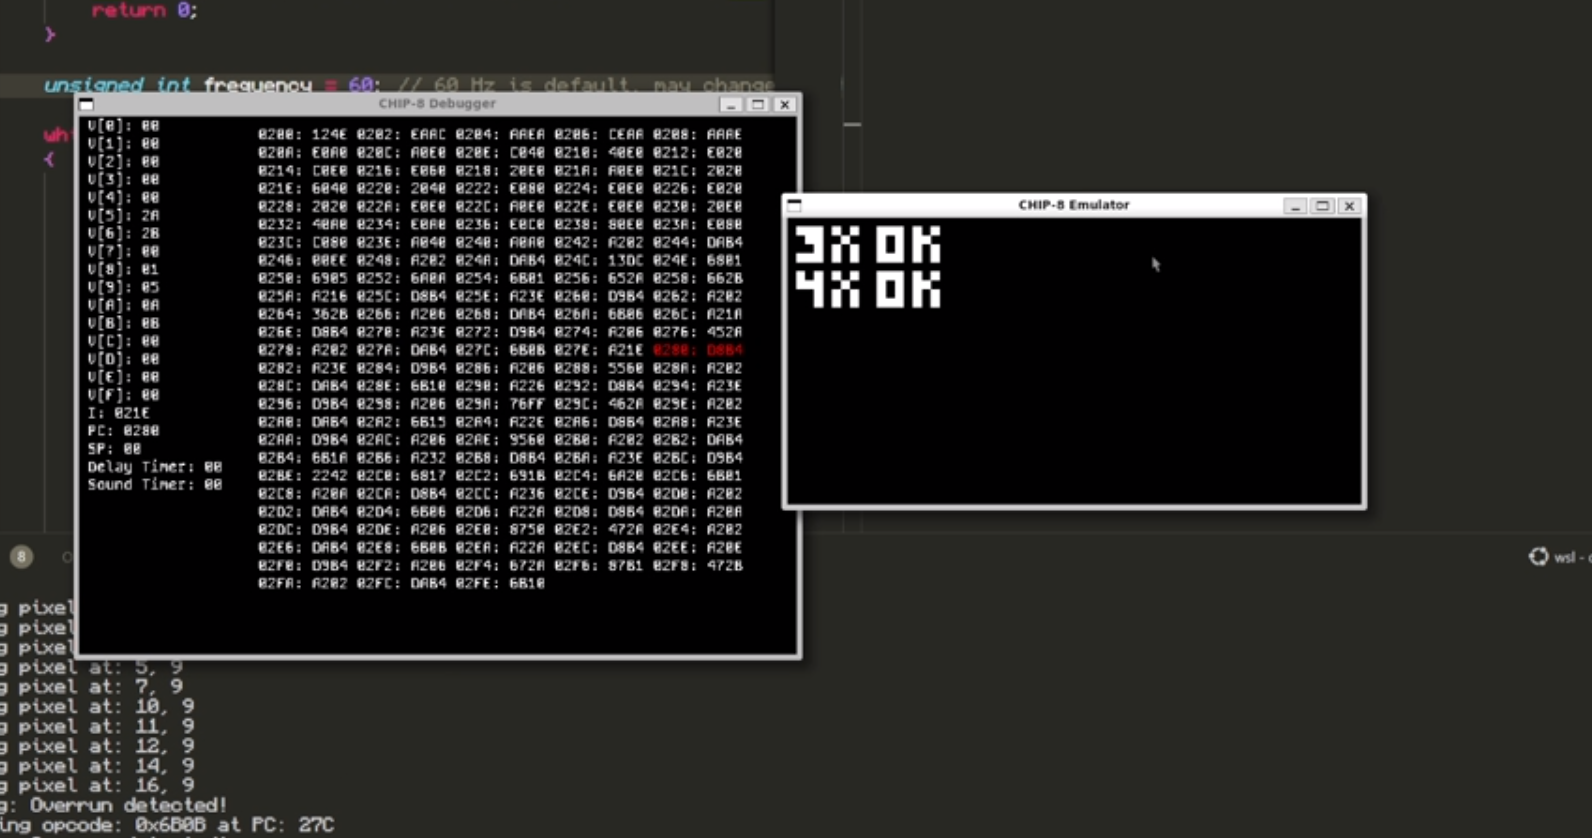 return 0;
}
unsigned int frequency = 60; // 60 Hz is default, may change
CHIP-8 Debugger
wh
{
V[0]: 00
V[1]: 00
V[2]: 00
V[3]: 00
V[4]: 00
V[5]: 2A
V[6]: 2B
V[7]: 00
V[8]: 01
V[9]: 05
V[A]: 0A
V[B]: 0B
V[C]: 00
V[D]: 00
V[E]: 00
V[F]: 00
I: 021E
PC: 0280
SP: 00
Delay Timer: 00
Sound Timer: 00
0200: 124E 0202: EAAC 0204: AAEA 0206: CEAA 0208: AAAE
020A: E0A0 020C: A0E0 020E: C040 0210: 40E0 0212: E020
0214: C0E0 0216: E060 0218: 20E0 021A: A0E0 021C: 2020
021E: 6040 0220: 2040 0222: E080 0224: E0E0 0226: E020
0228: 2020 022A: E0E0 022C: A0E0 022E: E0E0 0230: 20E0
0232: 40A0 0234: E0A0 0236: E0C0 0238: 80E0 023A: E080
023C: C080 023E: A040 0240: A0A0 0242: A202 0244: DAB4
0246: 00EE 0248: A202 024A: DAB4 024C: 13DC 024E: 6801
0250: 6905 0252: 6A0A 0254: 6B01 0256: 652A 0258: 662B
025A: A216 025C: D8B4 025E: A23E 0260: D9B4 0262: A202
0264: 362B 0266: A206 0268: DAB4 026A: 6B06 026C: A21A
026E: D8B4 0270: A23E 0272: D9B4 0274: A206 0276: 452A
0278: A202 027A: DAB4 027C: 6B0B 027E: A21E 0280: D8B4
0282: A23E 0284: D9B4 0286: A206 0288: 5560 028A: A202
028C: DAB4 028E: 6B10 0290: A226 0292: D8B4 0294: A23E
0296: D9B4 0298: A206 029A: 76FF 029C: 462A 029E: A202
02A0: DAB4 02A2: 6B15 02A4: A22E 02A6: D8B4 02A8: A23E
02AA: D9B4 02AC: A206 02AE: 9560 02B0: A202 02B2: DAB4
02B4: 6B1A 02B6: A232 02B8: D8B4 02BA: A23E 02BC: D9B4
02BE: 2242 02C0: 6817 02C2: 691B 02C4: 6A20 02C6: 6B01
02C8: A20A 02CA: D8B4 02CC: A236 02CE: D9B4 02D0: A202
02D2: DAB4 02D4: 6B06 02D6: A22A 02D8: D8B4 02DA: A20A
02DC: D9B4 02DE: A206 02E0: 8750 02E2: 472A 02E4: A202
02E6: DAB4 02E8: 6B0B 02EA: A22A 02EC: D8B4 02EE: A20E
02F0: D9B4 02F2: A206 02F4: 672A 02F6: 87B1 02F8: 472B
02FA: A202 02FC: DAB4 02FE: 6B10
CHIP-8 Emulator
3X OK
4X OK
8
wsl -
g pixel
g pixel
g pixel
g pixel at: 5, 9
g pixel at: 7, 9
g pixel at: 10, 9
g pixel at: 11, 9
g pixel at: 12, 9
g pixel at: 14, 9
g pixel at: 16, 9
g: Overrun detected!
ing opcode: 0x6B0B at PC: 27C